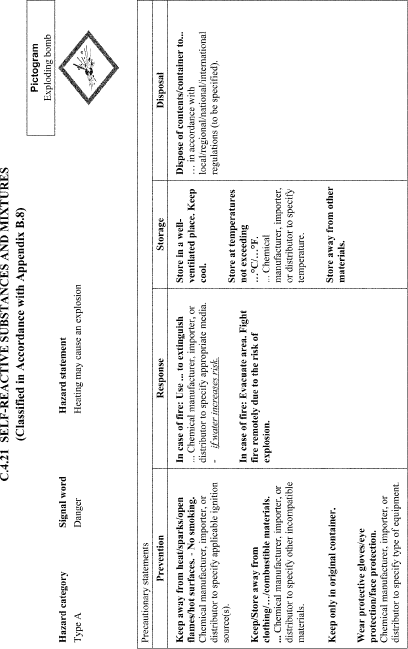 C.4.21 SELF-REACTIVE SUBSTANCES AND MIXTURES
(Classified in Accordance with Appendix B.8)
Pictogram
Exploding bomb
Hazard category
Type A
Signal word
Danger
Hazard statement
Heating may cause an explosion
Precautionary statements
Prevention
Keep away from heat/sparks/open
flames/hot surfaces. - No smoking.
Chemical manufacturer, importer, or
distributor to specify applicable ignition
source(s).
Keep/Store away from
clothing/…/combustible materials.
... Chemical manufacturer, importer, or
distributor to specify other incompatible
materials.
Keep only in original container.
Wear protective gloves/eye
protection/face protection.
Chemical manufacturer, importer, or
distributor to specify type of equipment.
Response
In case of fire: Use ... to extinguish
... Chemical manufacturer, importer, or
distributor to specify appropriate media.
- if water increases risk.
In case of fire: Evacuate area. Fight
fire remotely due to the risk of
explosion.
Storage
Store in a well-
ventilated place. Keep
cool.
Store at temperatures
not exceeding
…°C/…°F.
... Chemical
manufacturer, importer,
or distributor to specify
temperature.
Store away from other
materials.
Disposal
Dispose of contents/container to...
… in accordance with
local/regional/national/international
regulations (to be specified).